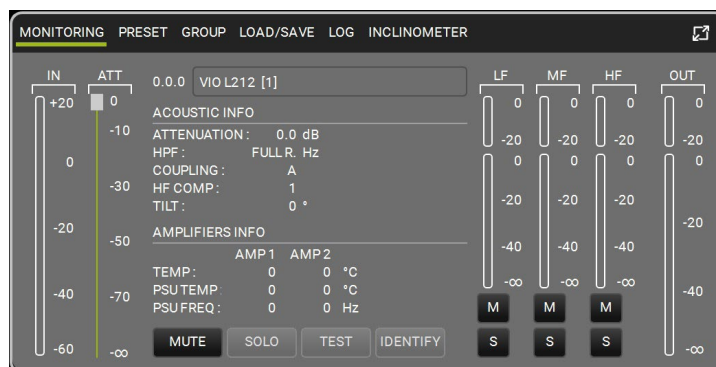 MONITORING PRESET GROUP LOAD/SAVE LOG INCLINOMETER
IN ATT 0.0.0 VIO L212 [1] LF MF HF OUT
+20 0 0 0 0 0
ACOUSTIC INFO
-10 ATTENUATION: 0.0 dB -20 -20 -20 -20
HPF: FULL R. Hz
0 0 0 0 0
COUPLING: A
-30 HF COMP: 1
TILT: 0 °
-20 -20 -20
-20 -20
AMPLIFIERS INFO
-50 -40 -40 -40
AMP 1 AMP 2
TEMP: 0 0 °C
PSU TEMP: 0 0 °C -∞ -∞ -∞
-40 -70 -40
PSU FREQ: 0 0 Hz M M M
MUTE SOLO TEST IDENTIFY S S S
-60 -∞ -∞